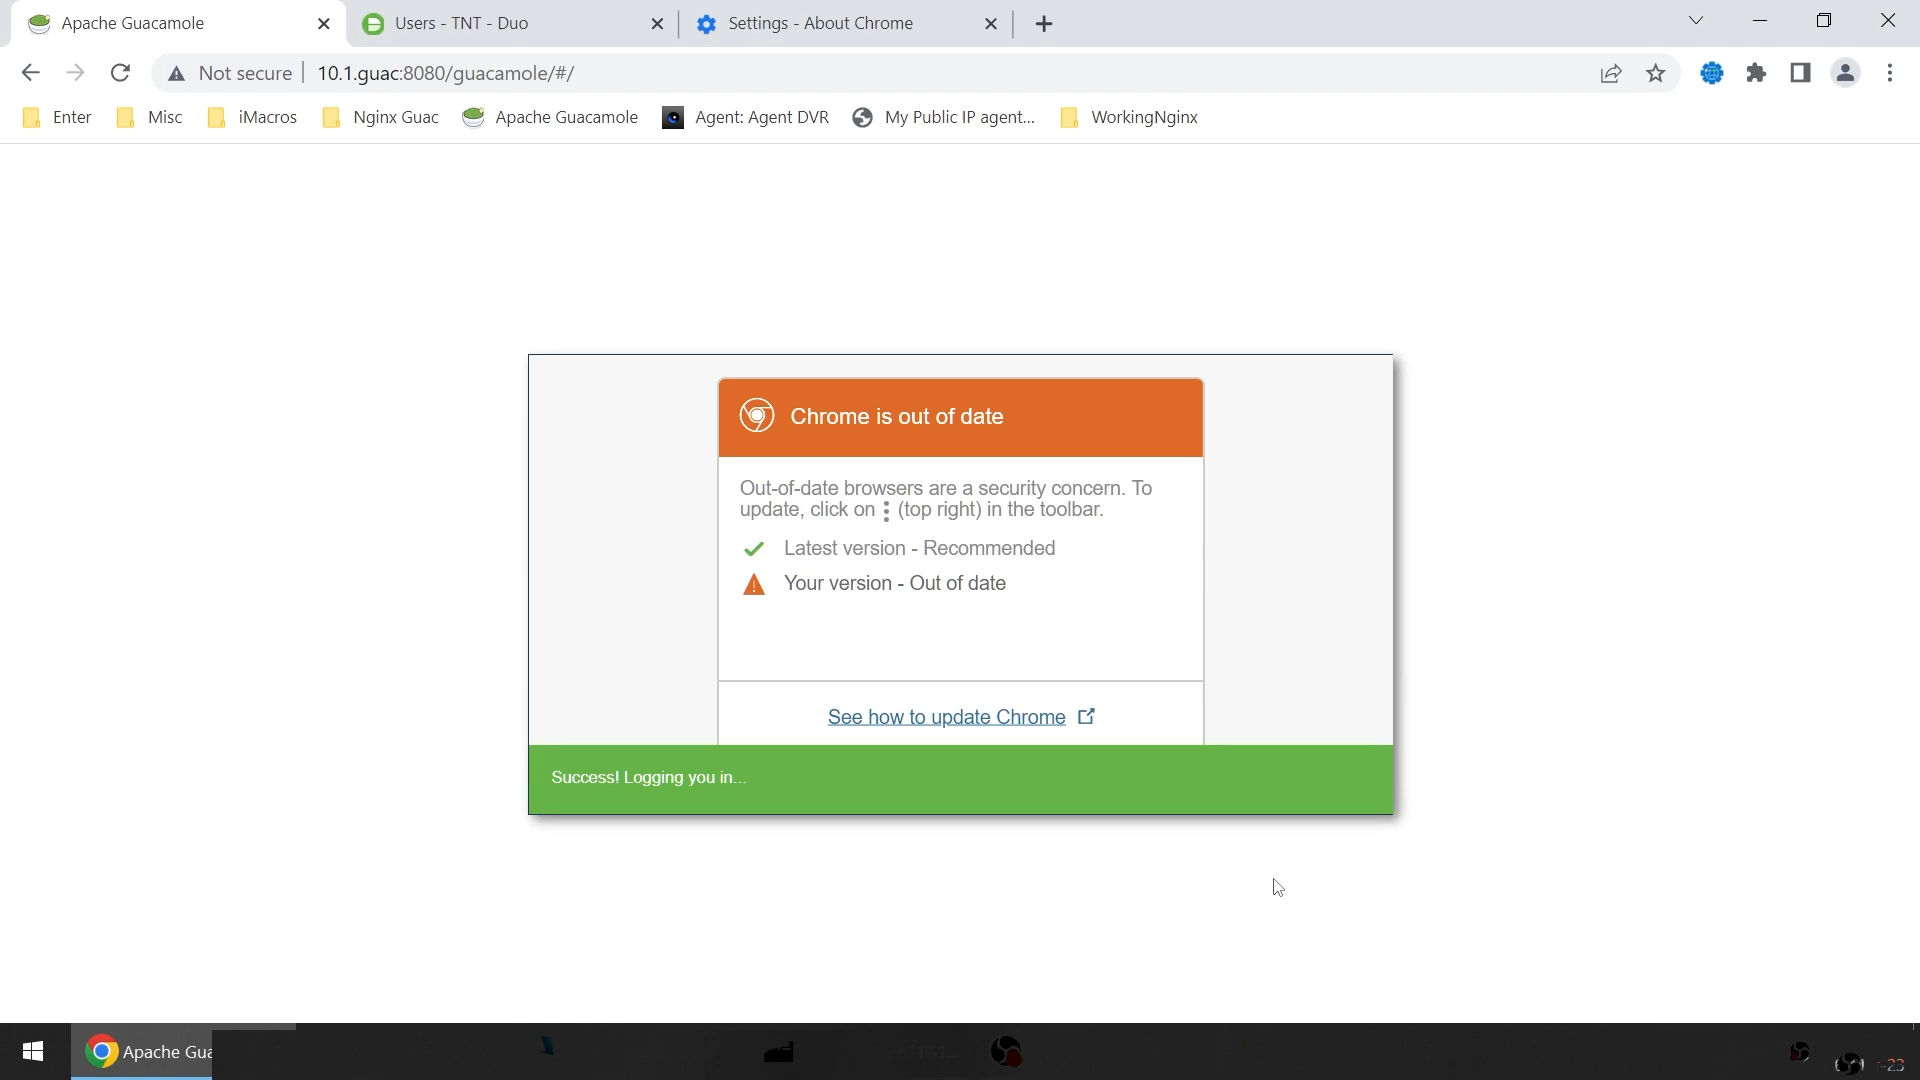 Apache Guacamole
Users - TNT - Duo
Settings - About Chrome
Not secure
10.1.guac:8080/guacamole/#/
Enter
Misc
iMacros
Nginx Guac
Apache Guacamole
Agent: Agent DVR
My Public IP agent...
WorkingNginx
Chrome is out of date
Out-of-date browsers are a security concern. To
update, click on ⋮ (top right) in the toolbar.
Latest version - Recommended
Your version - Out of date
See how to update Chrome
Success! Logging you in...
Apache Gua